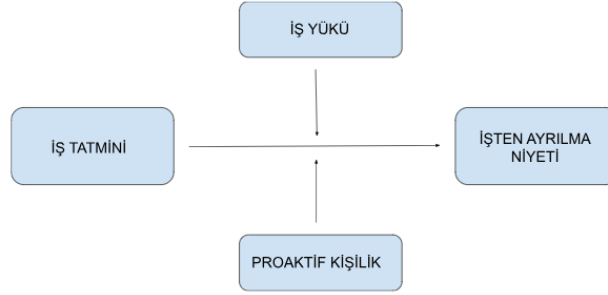 İŞ YÜKÜ
İŞ TATMİNİ
İŞTEN AYRILMA
NİYETİ
PROAKTİF KİŞİLİK